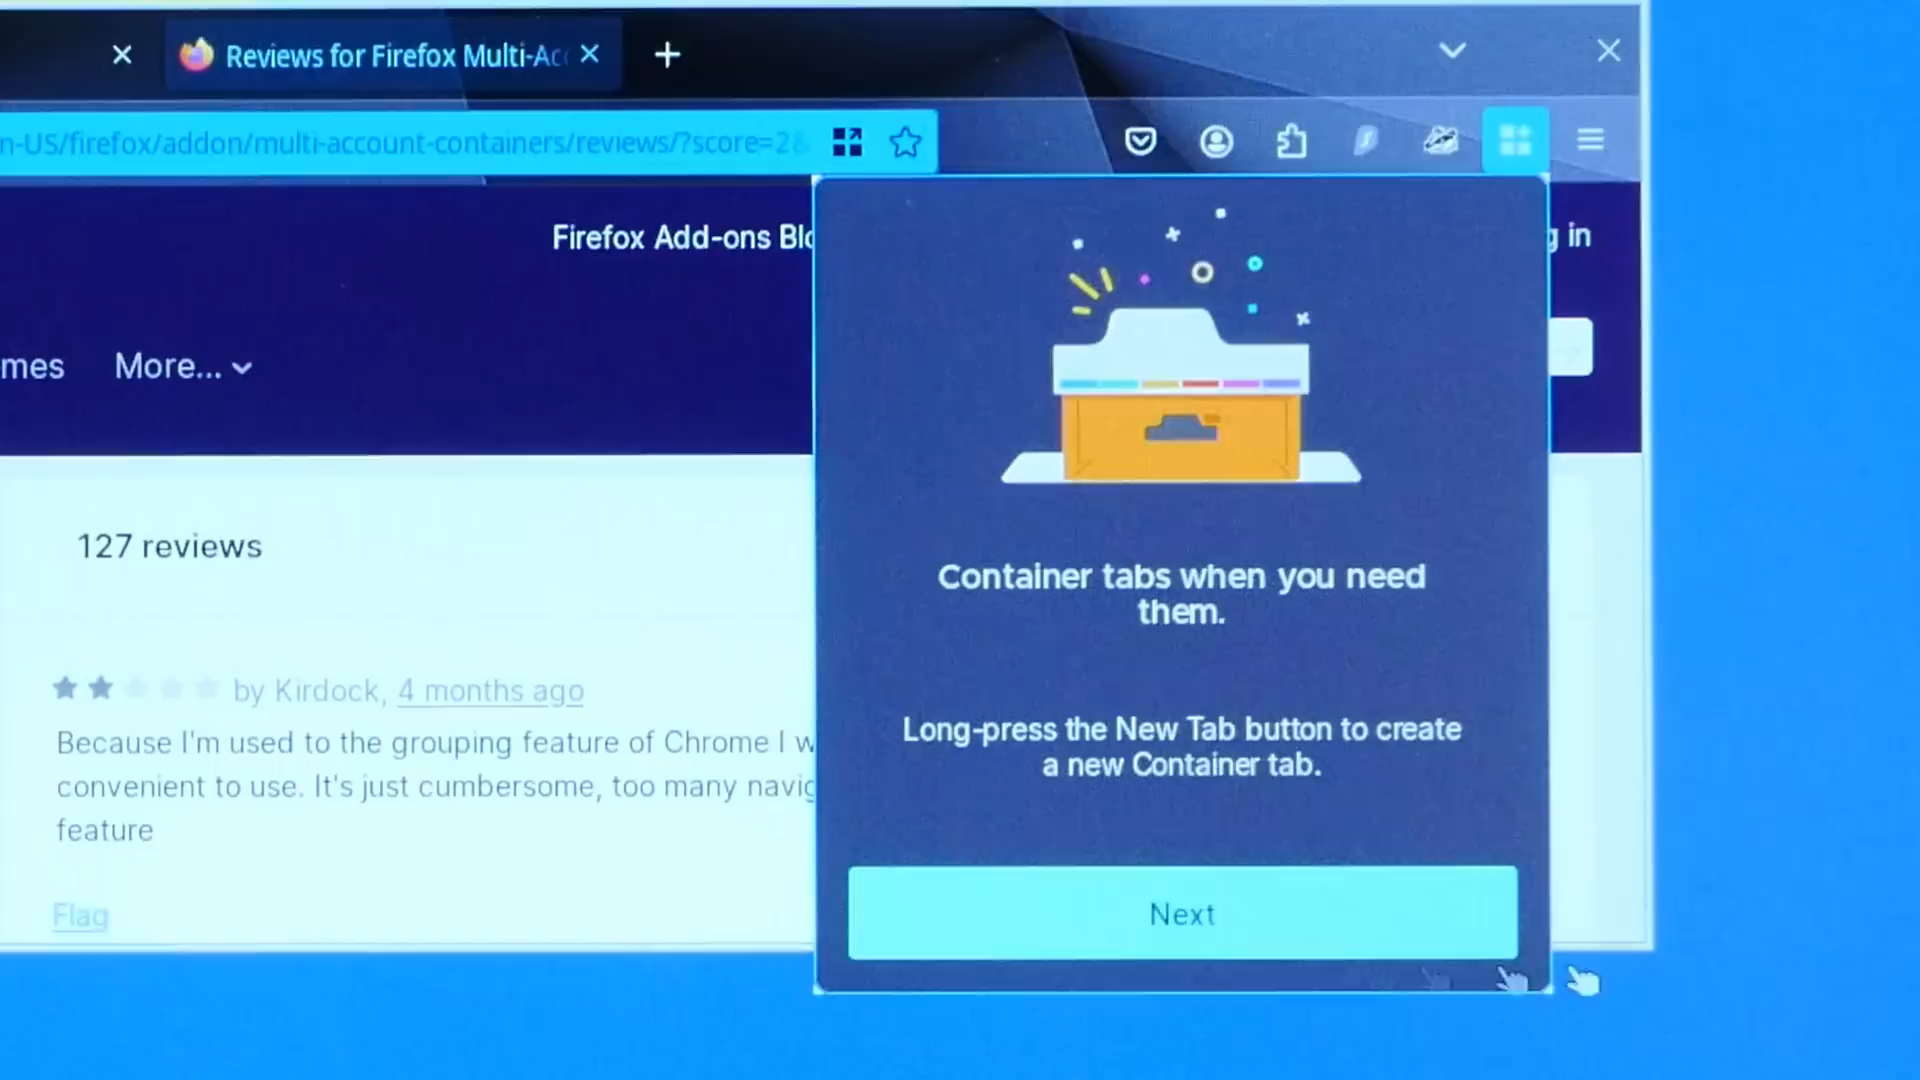 Reviews for Firefox Multi-Acc
n-US/firefox/addon/multi-account-containers/reviews/?score=2&
Firefox Add-ons Blo
g in
mes
More...
127 reviews
by Kirdock, 4 months ago
Because I'm used to the grouping feature of Chrome I w
convenient to use. It's just cumbersome, too many navig
feature
Flag
Container tabs when you need
them.
Long-press the New Tab button to create
a new Container tab.
Next